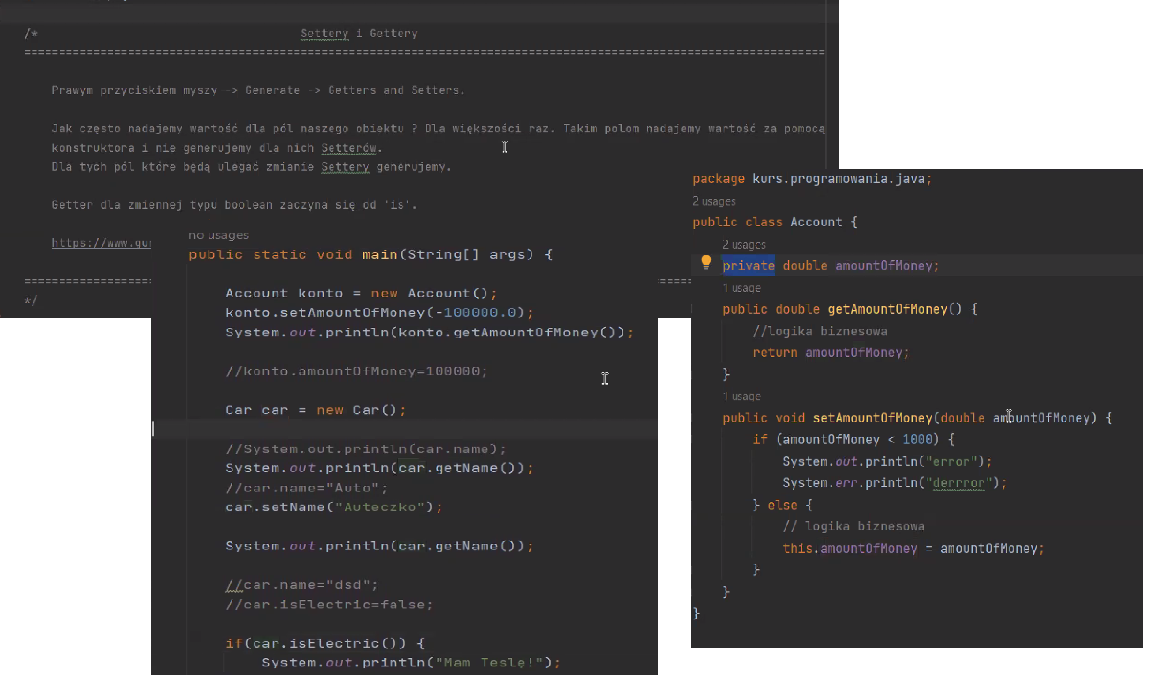 /* Settery i Gettery
================================================================================
Prawym przyciskiem myszy -> Generate -> Getters and Setters.
Jak często nadajemy wartość dla pól naszego obiektu ? Dla większości raz. Takim polom nadajemy wartość za pomocą
konstruktora i nie generujemy dla nich Setterów.
Dla tych pól które będą ulegać zmianie Settery generujemy.
Getter dla zmiennej typu boolean zaczyna się od 'is'.
*/
no usages
public static void main(String[] args) {
Account konto = new Account();
konto.setAmountOfMoney(-100000.0);
System.out.println(konto.getAmountOfMoney());
//konto.amountOfMoney=100000;
Car car = new Car();
//System.out.println(car.name);
System.out.println(car.getName());
//car.name="Auto";
car.setName("Auteczko");
System.out.println(car.getName());
//car.name="dsd";
//car.isElectric=false;
if(car.isElectric()) {
System.out.println("Mam Teslę!");
package kurs.programowania.java;
2 usages
public class Account {
2 usages
private double amountOfMoney;
1 usage
public double getAmountOfMoney() {
//logika biznesowa
return amountOfMoney;
}
1 usage
public void setAmountOfMoney(double amountOfMoney) {
if (amountOfMoney < 1000) {
System.out.println("error");
System.err.println("derrror");
} else {
// logika biznesowa
this.amountOfMoney = amountOfMoney;
}
}
}